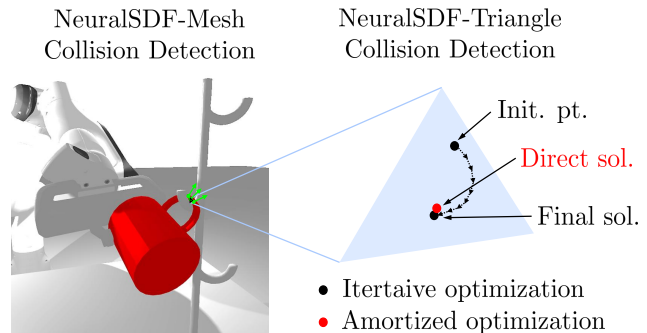 NeuralSDF-Mesh
Collision Detection
NeuralSDF-Triangle
Collision Detection
Init. pt.
Direct sol.
Final sol.
Itertaive optimization
Amortized optimization